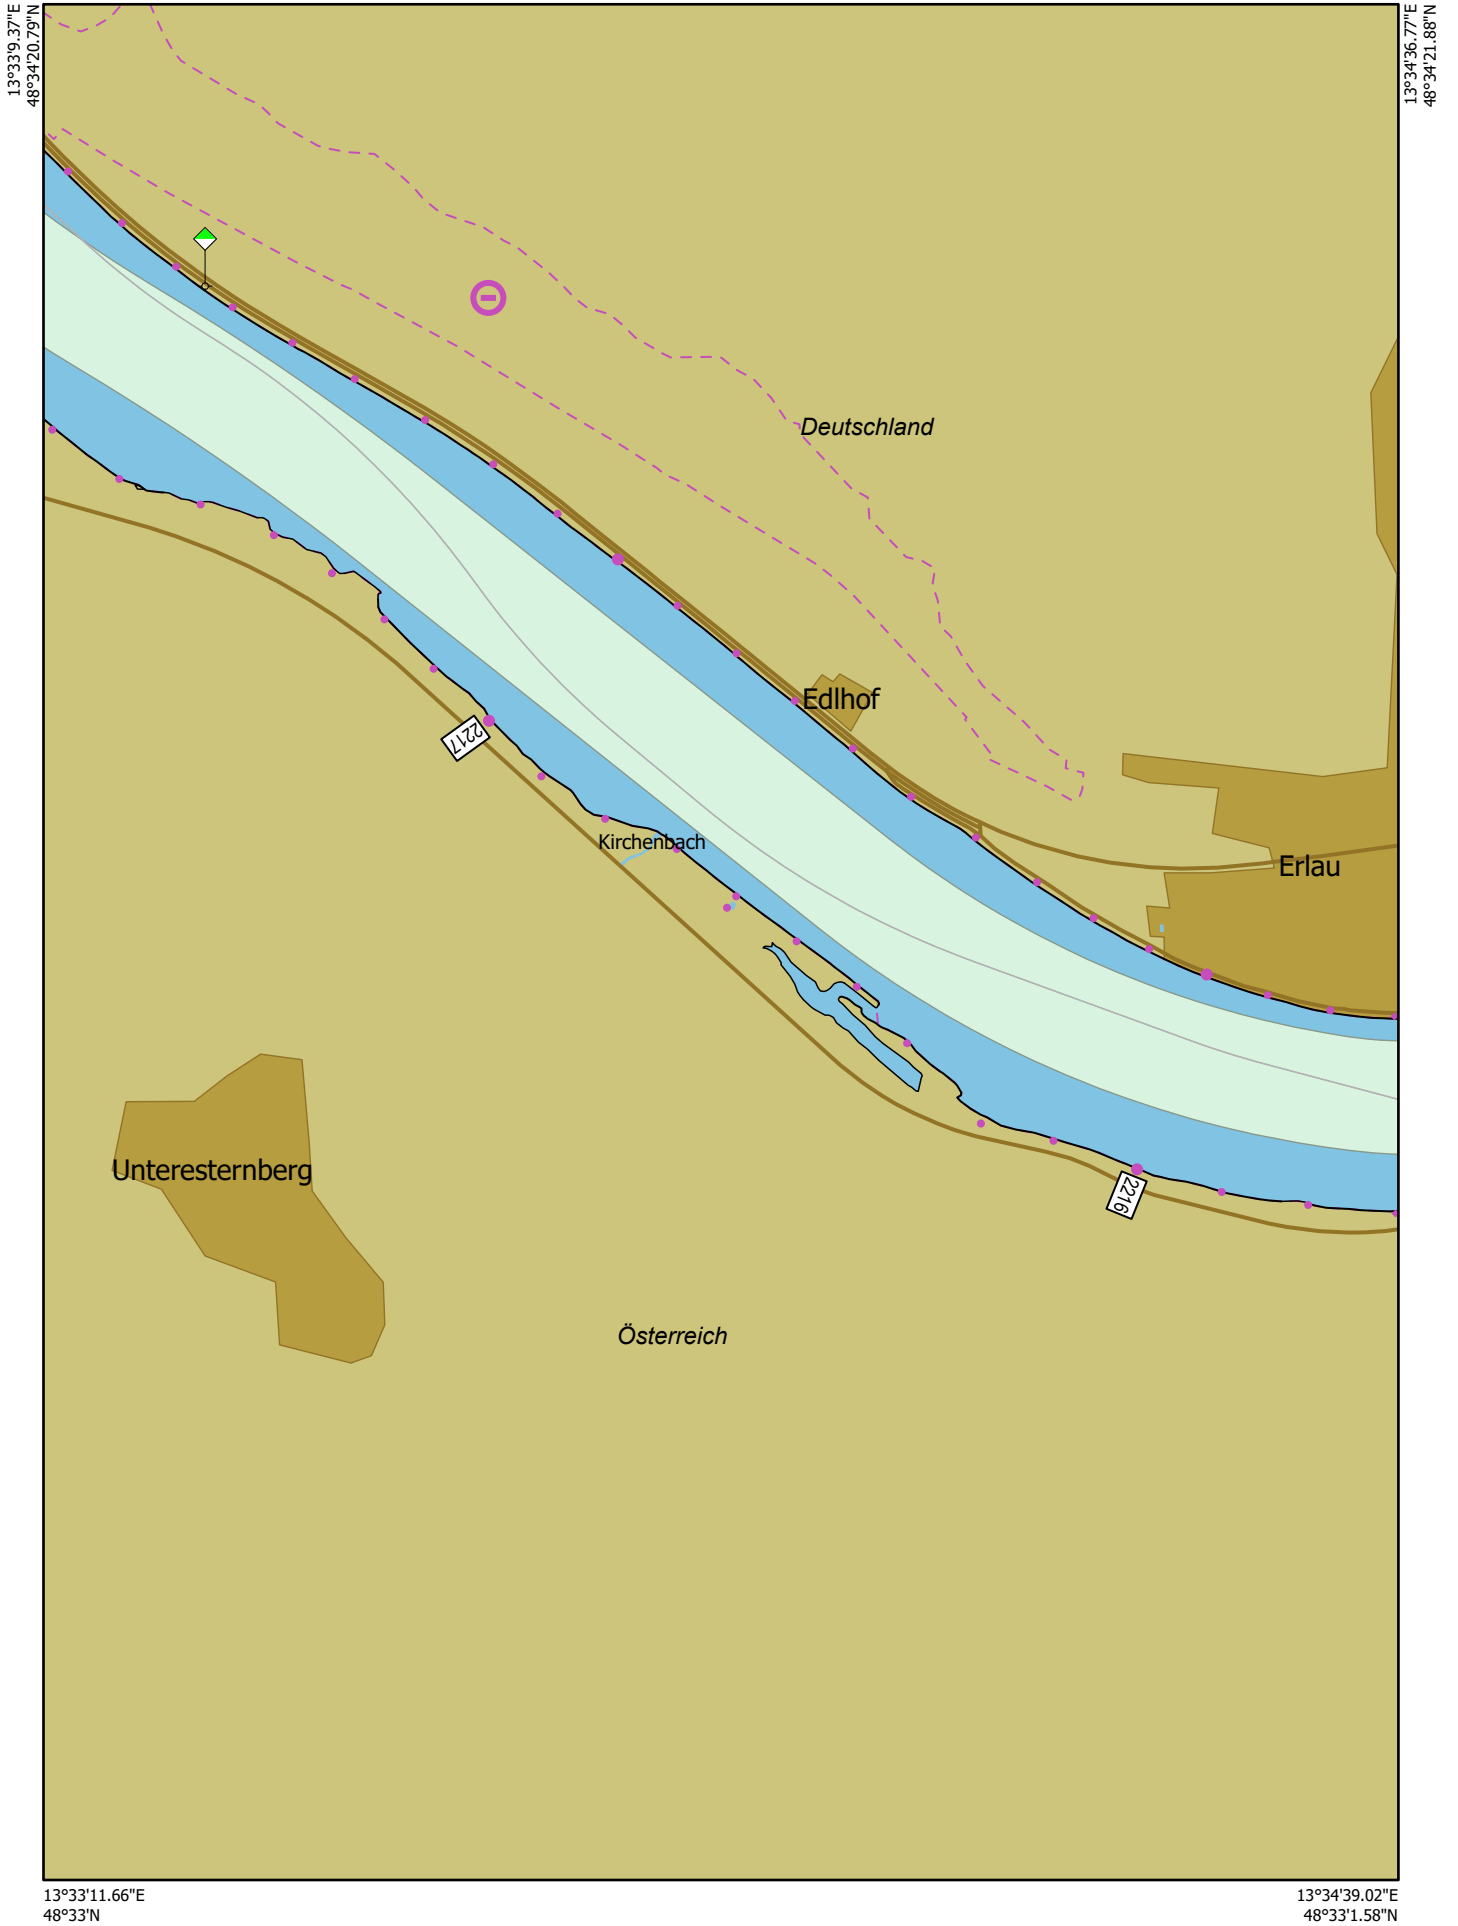 13°33'9.37"E
48°34'20.79"N
13°34'36.77"E
48°34'21.88"N
Deutschland
Edlhof
2217
Kirchenbach
Erlau
Unteresternberg
2216
Österreich
13°33'11.66"E
48°33'N
13°34'39.02"E
48°33'1.58"N